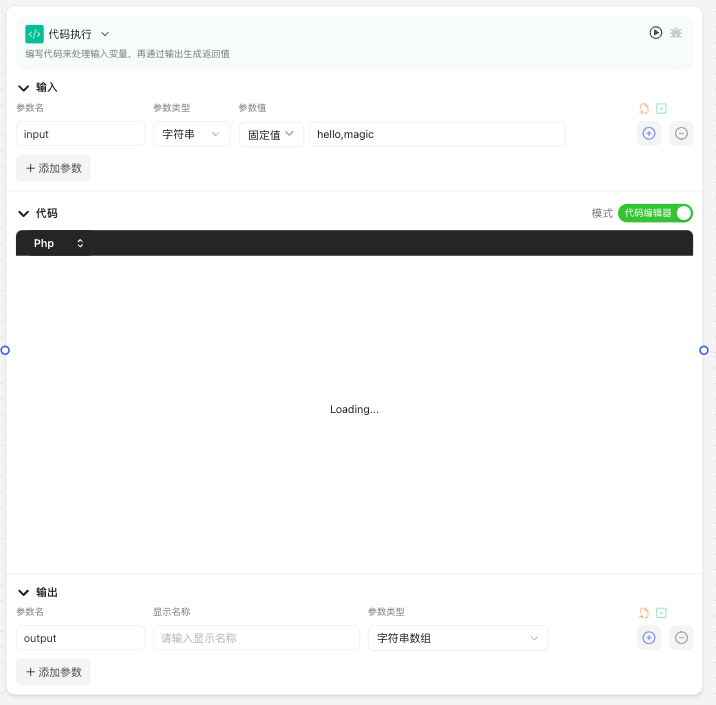 代码执行
编写代码来处理输入变量，再通过输出生成返回值
输入
参数名 参数类型 参数值
input 字符串 固定值 hello,magic
+ 添加参数
代码 模式 代码编辑器
Php
Loading...
输出
参数名 显示名称 参数类型
output 请输入显示名称 字符串数组
+ 添加参数